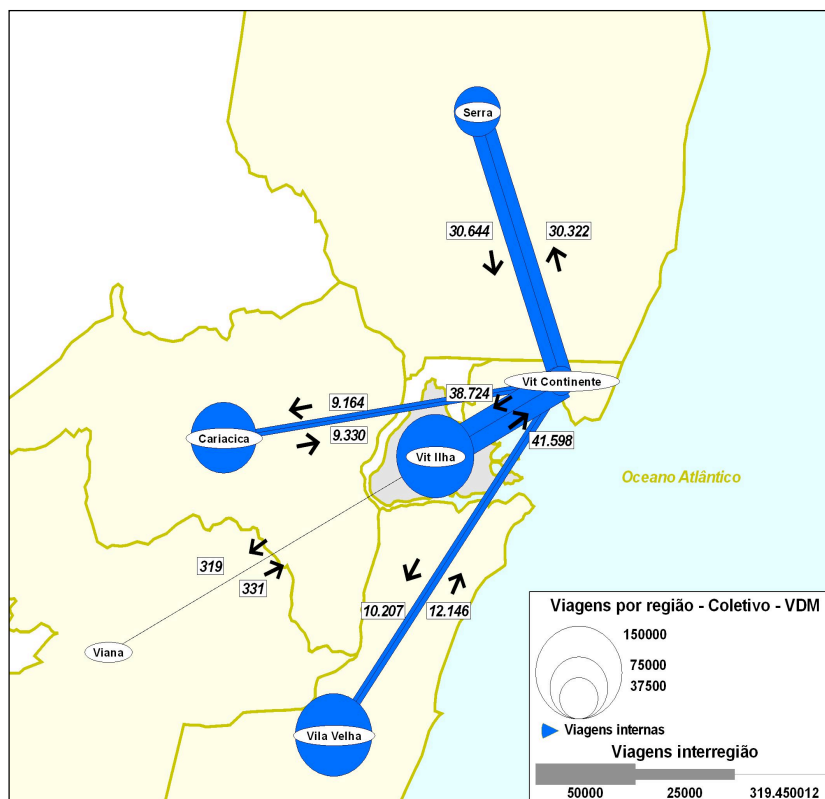 Serra
30.644
30.322
Vit Continente
38.724
9.164
Cariacica
9.330
41.598
Vit Ilha
Oceano Atlântico
319
331
10.207
12.146
Viana
Vila Velha
Viagens por região - Coletivo - VDM
150000
75000
37500
Viagens internas
Viagens interregião
50000
25000
319.450012